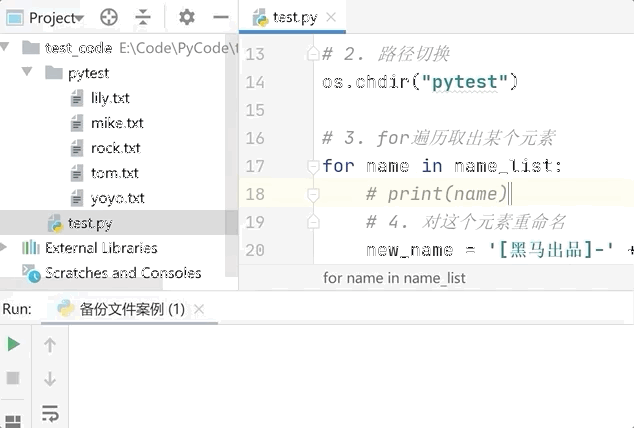 Project
test_code E:\Code\PyCode\t
pytest
lily.txt
mike.txt
rock.txt
tom.txt
yoyo.txt
test.py
External Libraries
Scratches and Consoles
test.py
13 # 2. 路径切换
14 os.chdir("pytest")
15
16 # 3. for遍历取出某个元素
17 for name in name_list:
18 # print(name)
19 # 4. 对这个元素重命名
20 new_name = '[黑马出品]-' +
for name in name_list
Run: 备份文件案例 (1)